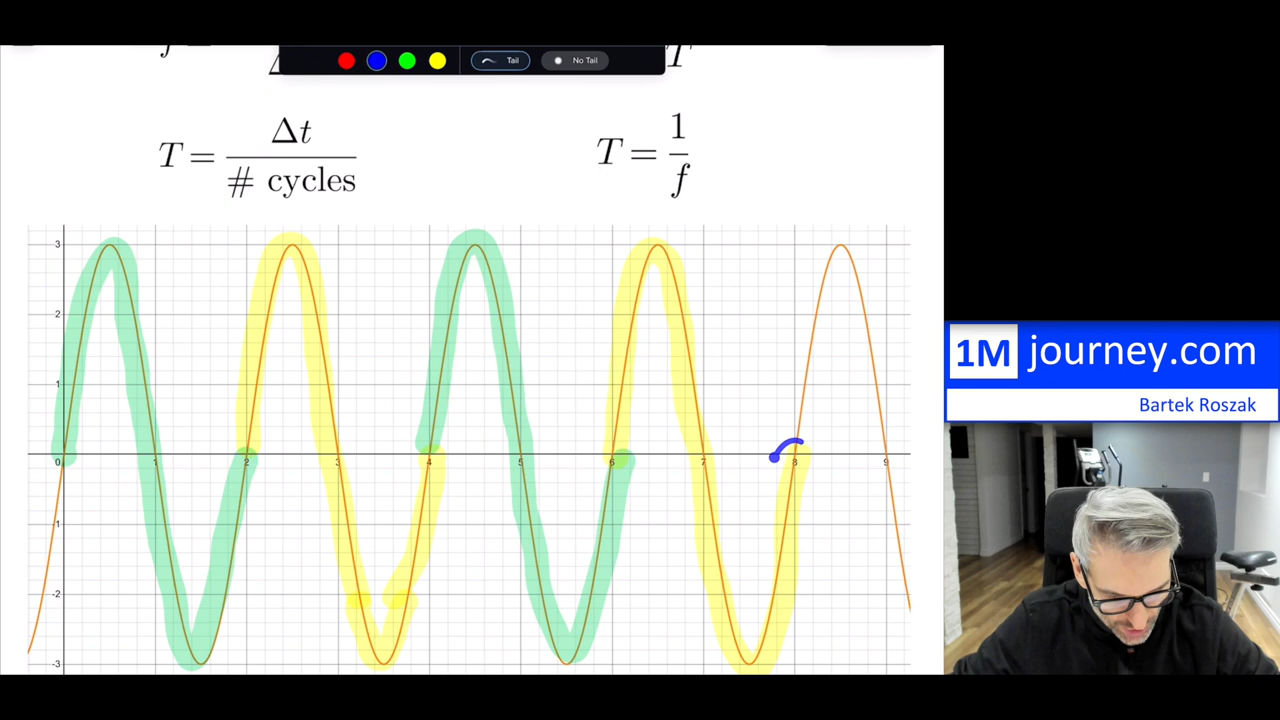 Tail No Tail
T
T = Δt / # cycles
T = 1 / f
3
2
1
0 1 2 3 4 5 6 7 8 9
-1
-2
-3
1M journey.com
Bartek Roszak